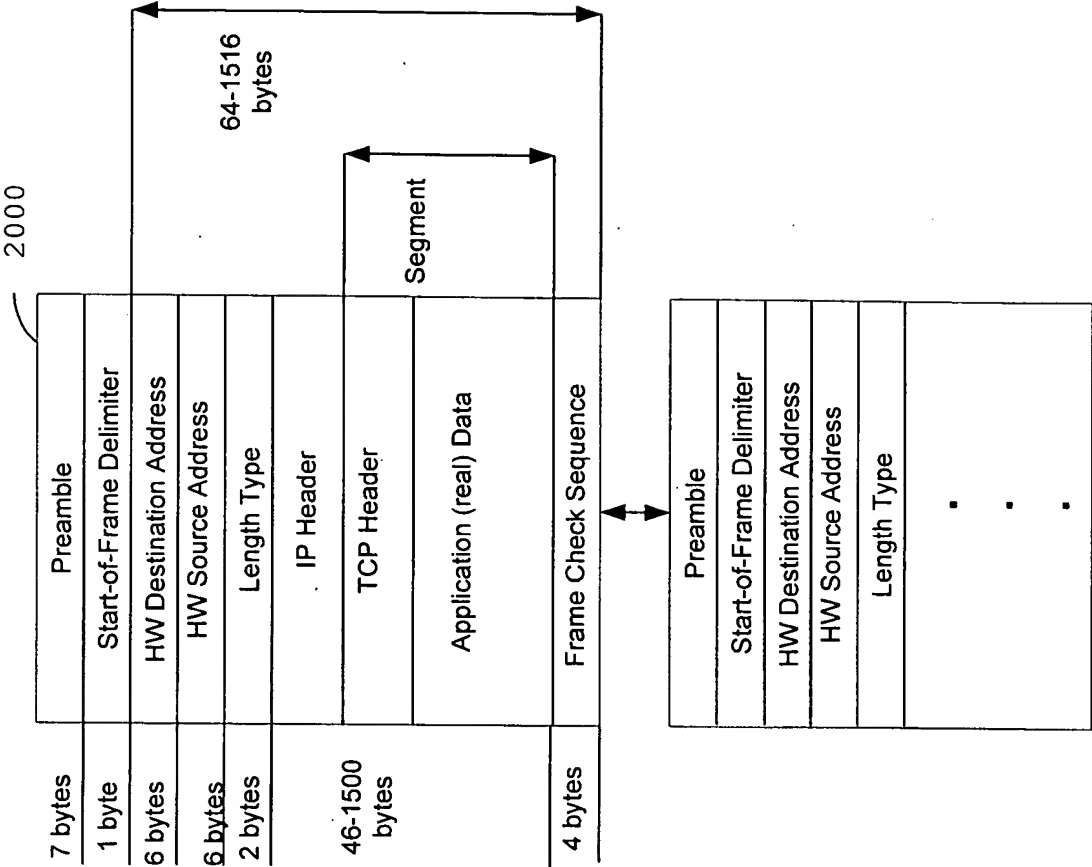 2000
7 bytes
Preamble
1 byte
Start-of-Frame Delimiter
6 bytes
HW Destination Address
6 bytes
HW Source Address
2 bytes
Length Type
64-1516
bytes
46-1500
bytes
IP Header
TCP Header
Segment
Application (real) Data
4 bytes
Frame Check Sequence
Preamble
Start-of-Frame Delimiter
HW Destination Address
HW Source Address
Length Type